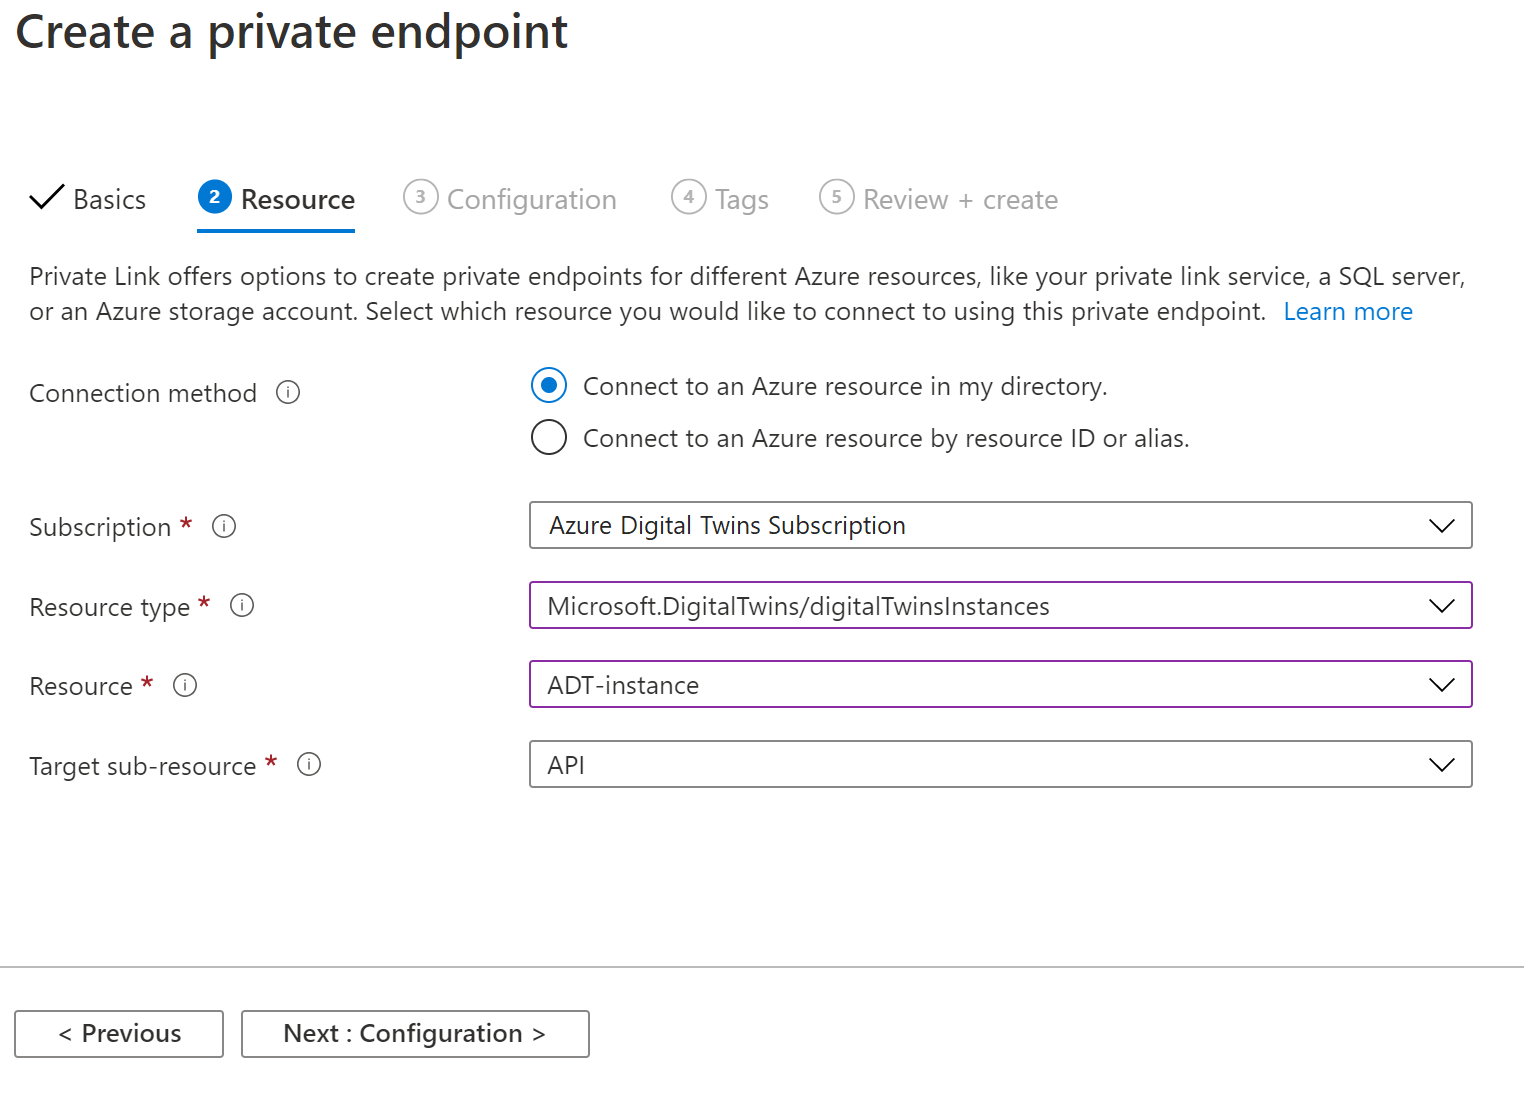 Create a private endpoint
Basics
2 Resource
3 Configuration
4 Tags
5 Review + create
Private Link offers options to create private endpoints for different Azure resources, like your private link service, a SQL server,
or an Azure storage account. Select which resource you would like to connect to using this private endpoint. Learn more
Connection method
Connect to an Azure resource in my directory.
Connect to an Azure resource by resource ID or alias.
Subscription *
Azure Digital Twins Subscription
Resource type *
Microsoft.DigitalTwins/digitalTwinsInstances
Resource *
ADT-instance
Target sub-resource *
API
< Previous
Next : Configuration >